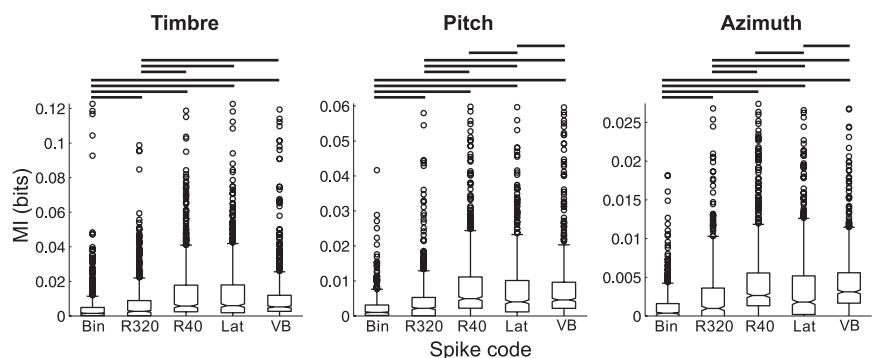 Timbre
Pitch
Azimuth
MI (bits)
0.12
0.1
0.08
0.06
0.04
0.02
0
Bin R320 R40 Lat VB
0.06
0.05
0.04
0.03
0.02
0.01
0
Bin R320 R40 Lat VB
0.025
0.02
0.015
0.01
0.005
0
Bin R320 R40 Lat VB
Spike code